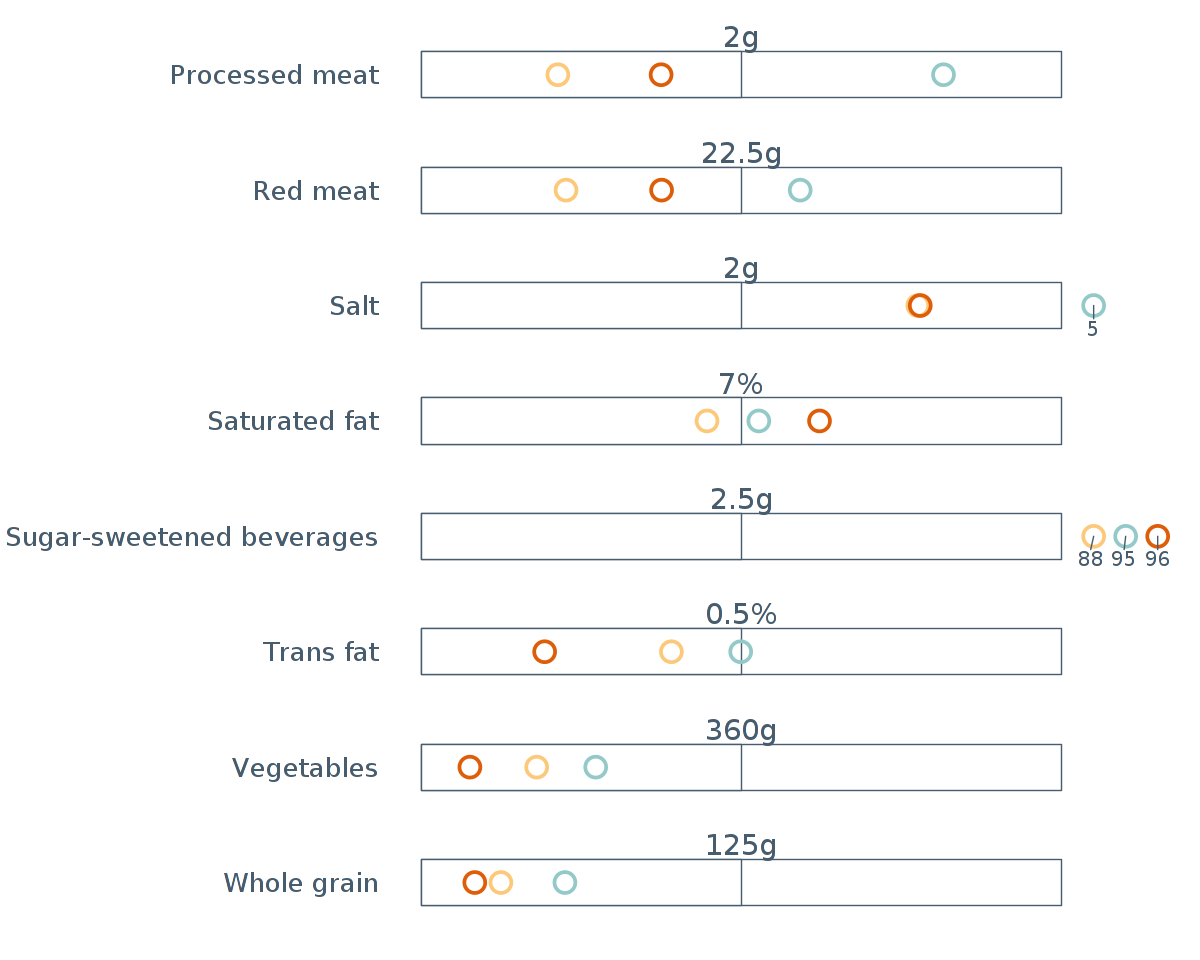 2g
Processed meat
22.5g
Red meat
2g
Salt
5
7%
Saturated fat
2.5g
Sugar-sweetened beverages
88 95 96
0.5%
Trans fat
360g
Vegetables
125g
Whole grain